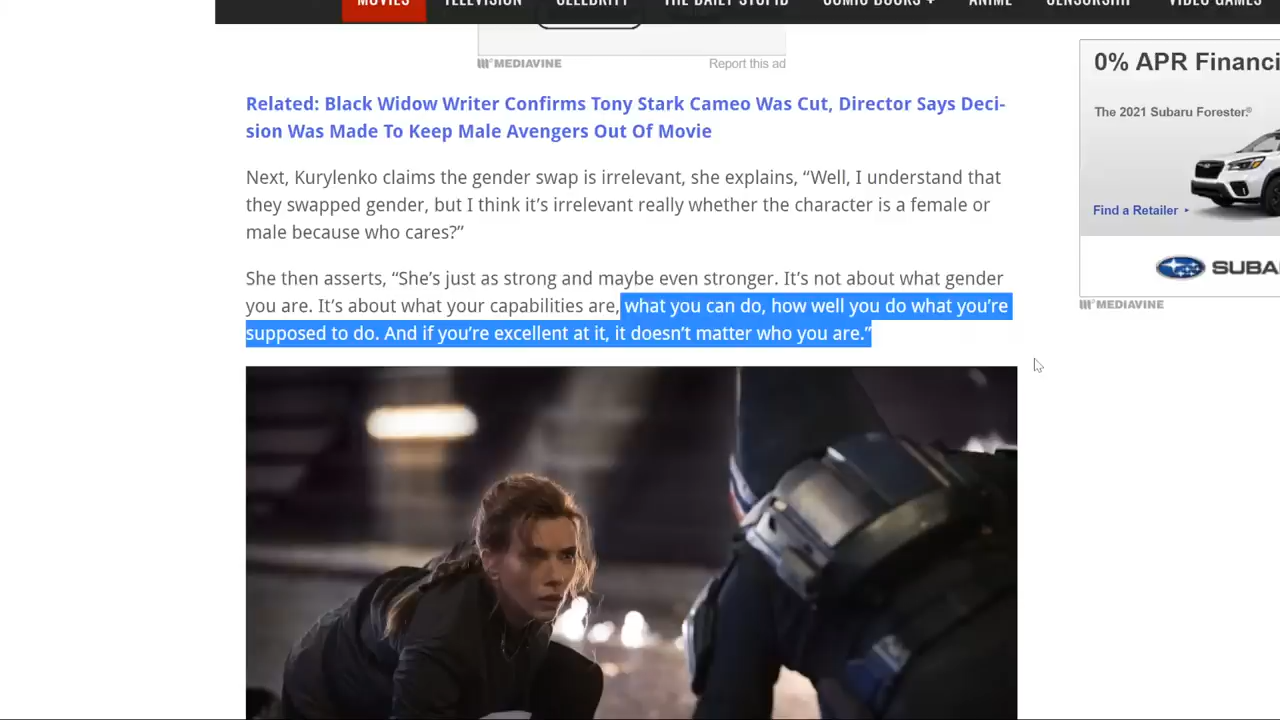 MOVIES TELEVISION CELEBRITY THE DAILY STUPID COMIC BOOKS + ANIME CENSORSHIP VIDEO GAMES
MEDIAVINE Report this ad
Related: Black Widow Writer Confirms Tony Stark Cameo Was Cut, Director Says Deci-
sion Was Made To Keep Male Avengers Out Of Movie
Next, Kurylenko claims the gender swap is irrelevant, she explains, “Well, I understand that
they swapped gender, but I think it’s irrelevant really whether the character is a female or
male because who cares?”
She then asserts, “She’s just as strong and maybe even stronger. It’s not about what gender
you are. It’s about what your capabilities are, what you can do, how well you do what you’re
supposed to do. And if you’re excellent at it, it doesn’t matter who you are.”
0% APR Financi
The 2021 Subaru Forester.®
Find a Retailer
SUBA
MEDIAVINE